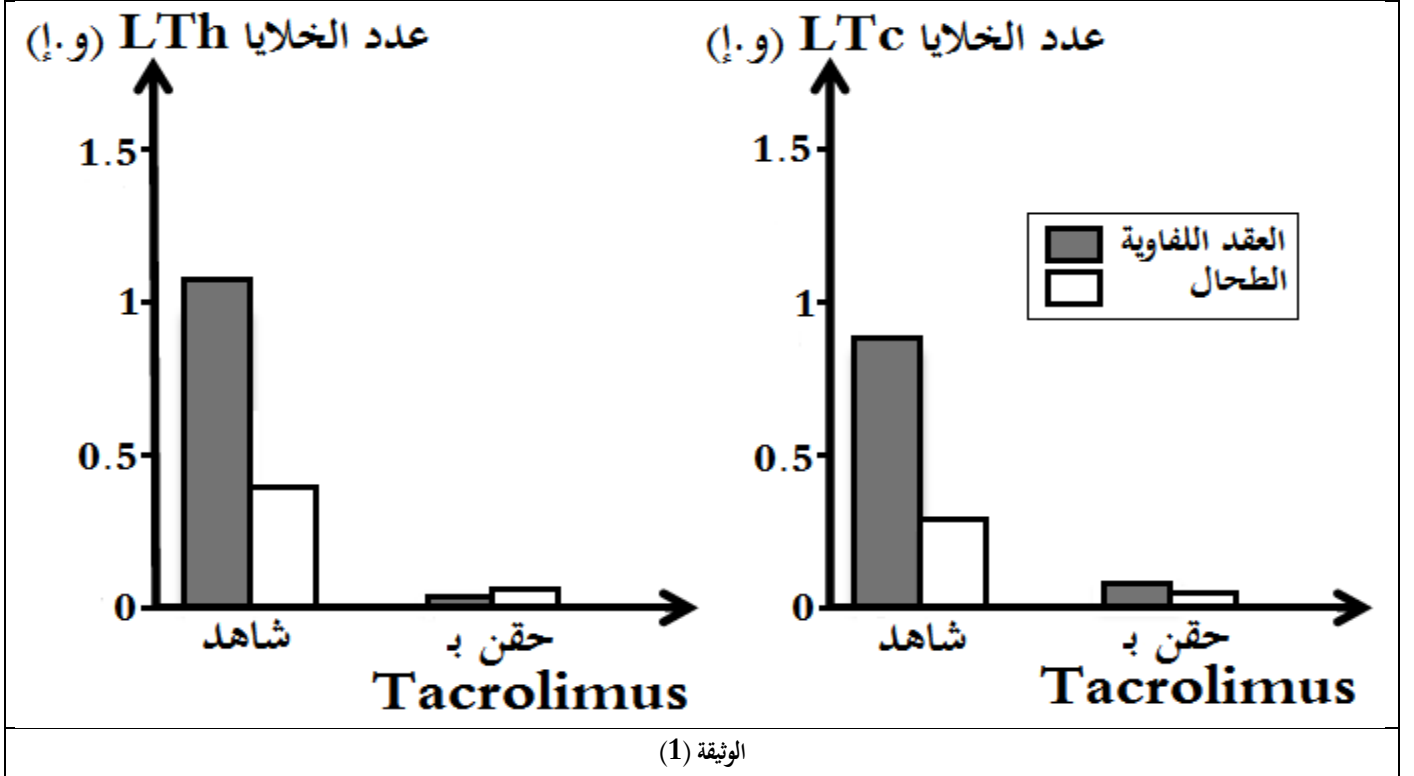 عدد الخلايا LTh (و.إ)
1.5
1
0.5
0
شاهد
حقن بـ
Tacrolimus
عدد الخلايا LTc (و.إ)
1.5
1
0.5
0
العقد اللفاوية
الطحال
شاهد
حقن بـ
Tacrolimus
الوثيقة (1)